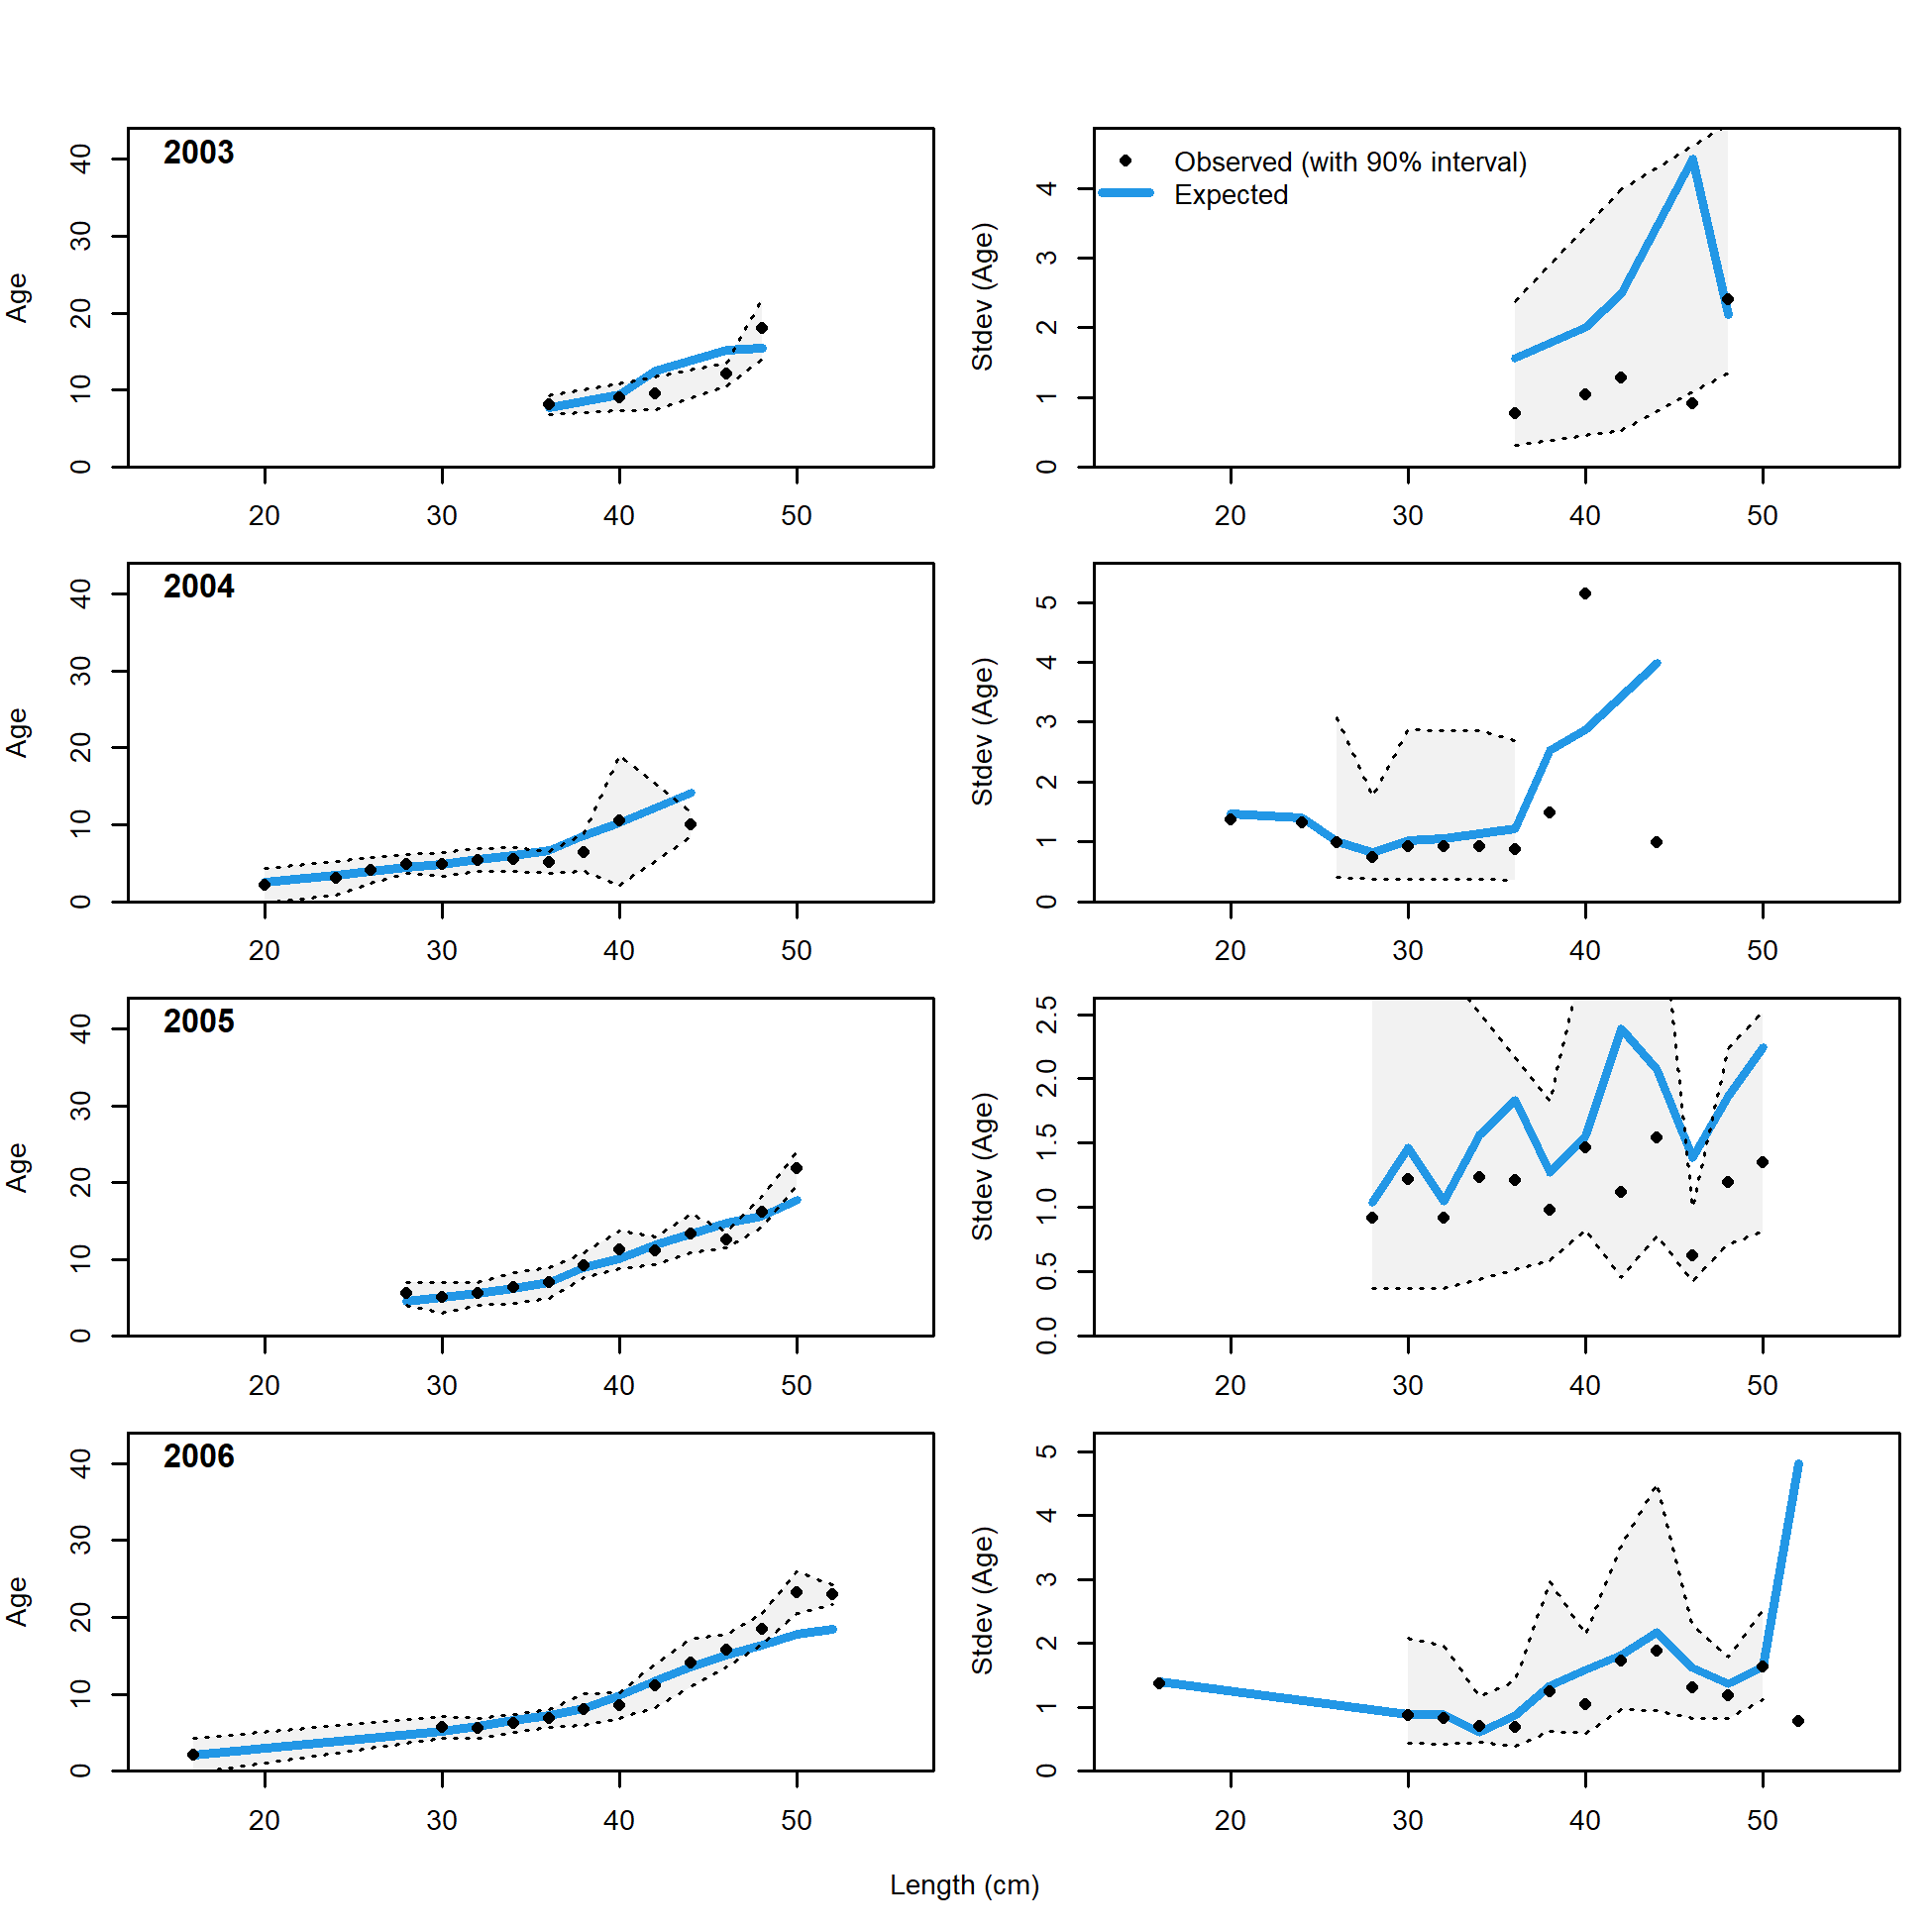 2003
Age
0 10 20 30 40
20 30 40 50
Observed (with 90% interval)
Expected
Stdev (Age)
0 1 2 3 4
20 30 40 50
2004
Age
0 10 20 30 40
20 30 40 50
Stdev (Age)
0 1 2 3 4 5
20 30 40 50
2005
Age
0 10 20 30 40
20 30 40 50
Stdev (Age)
0.0 0.5 1.0 1.5 2.0 2.5
20 30 40 50
2006
Age
0 10 20 30 40
20 30 40 50
Stdev (Age)
0 1 2 3 4 5
20 30 40 50
Length (cm)